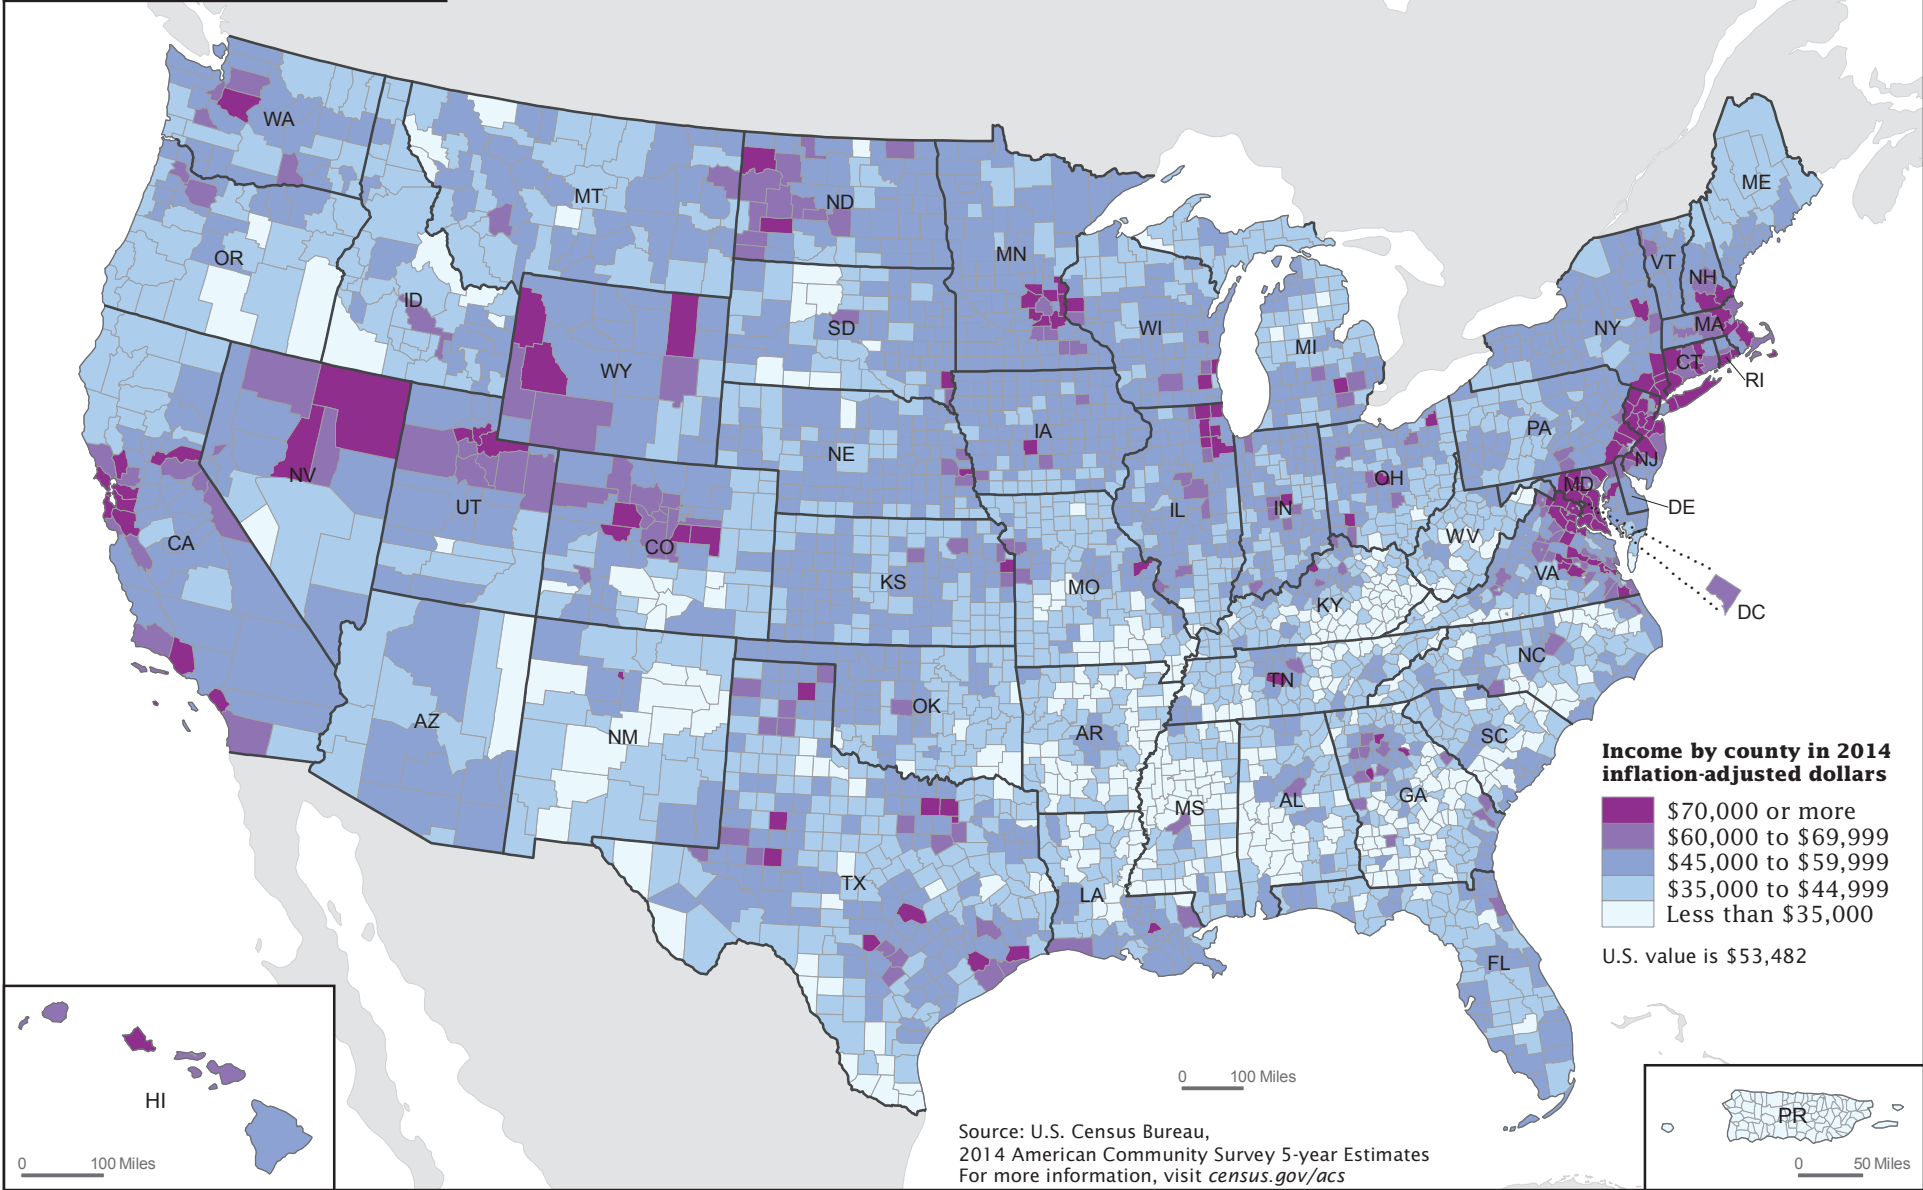 WA
MT
ND
ME
OR
ID
MN
VT
NH
SD
WI
NY
MA
MI
WY
CT
RI
IA
PA
NE
NJ
NV
OH
MD
UT
IL
IN
DE
CA
CO
WV
KS
MO
VA
KY
DC
NC
TN
AZ
NM
OK
AR
SC
MS
AL
GA
TX
LA
FL
Income by county in 2014
inflation-adjusted dollars
$70,000 or more
$60,000 to $69,999
$45,000 to $59,999
$35,000 to $44,999
Less than $35,000
U.S. value is $53,482
HI
0 100 Miles
0 100 Miles
Source: U.S. Census Bureau,
2014 American Community Survey 5-year Estimates
For more information, visit census.gov/acs
PR
0 50 Miles